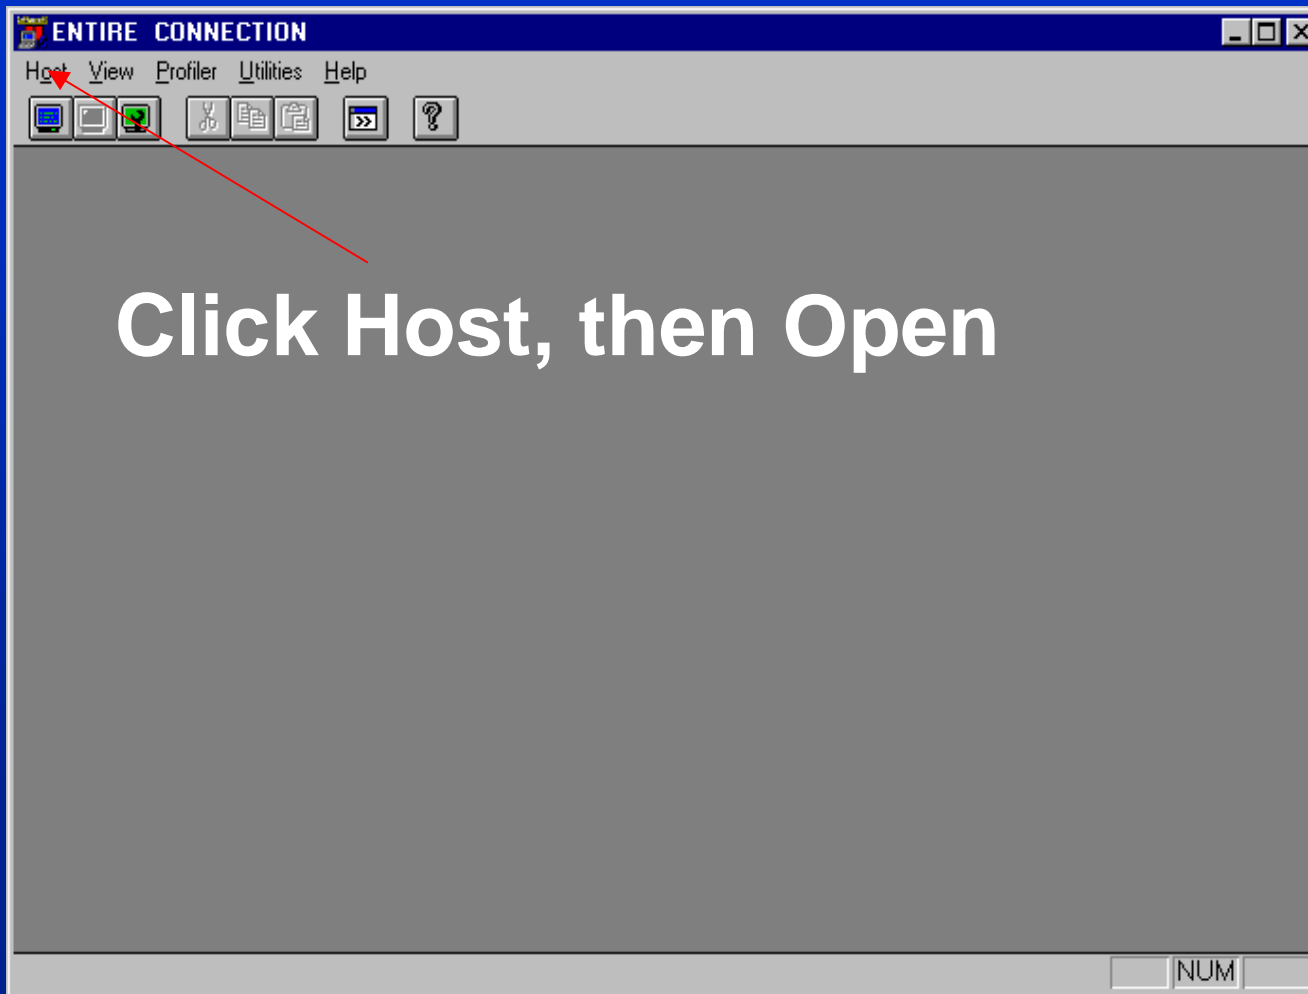 ENTIRE CONNECTION
Host View Profiler Utilities Help
Click Host, then Open
NUM